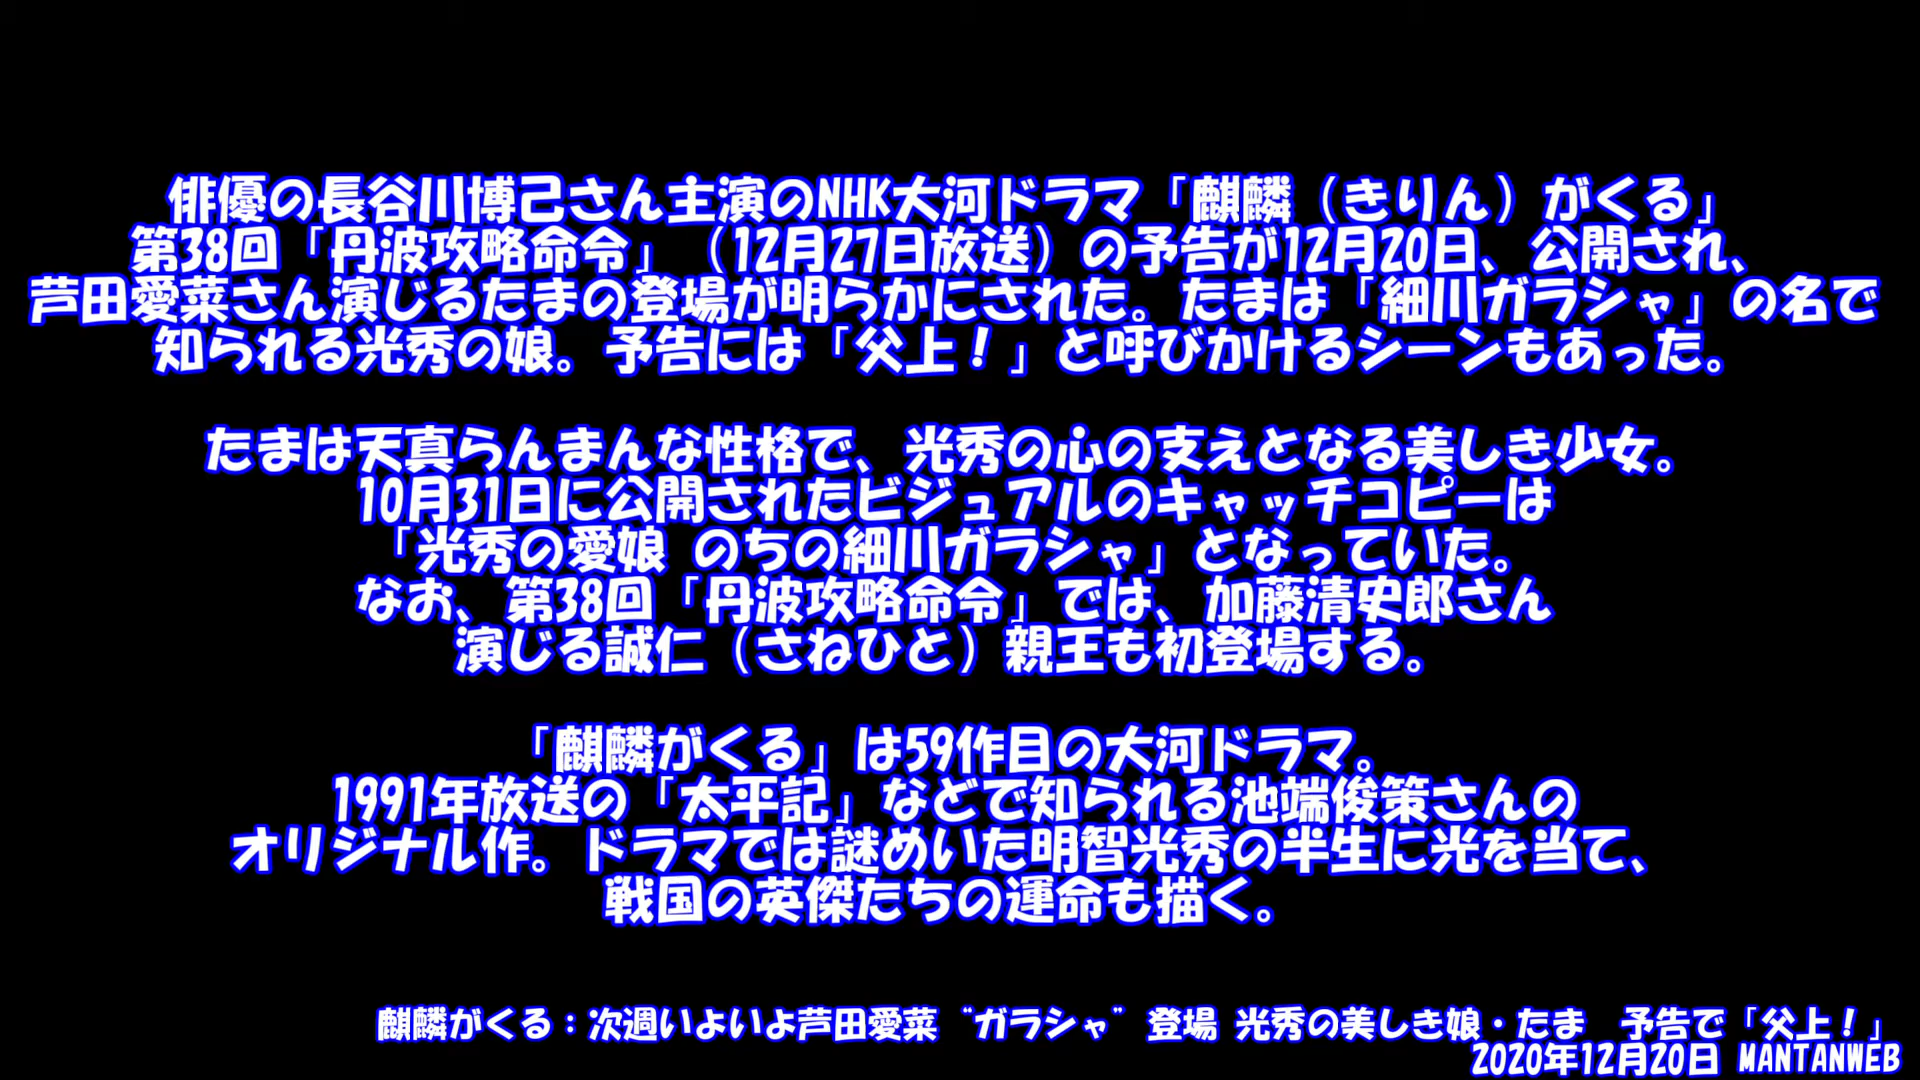 俳優の長谷川博己さん主演のNHK大河ドラマ「麒麟（きりん）がくる」
第38回「丹波攻略命令」（12月27日放送）の予告が12月20日、公開され、
芦田愛菜さん演じるたまの登場が明らかにされた。たまは「細川ガラシャ」の名で
知られる光秀の娘。予告には「父上！」と呼びかけるシーンもあった。
たまは天真らんまんな性格で、光秀の心の支えとなる美しき少女。
10月31日に公開されたビジュアルのキャッチコピーは
「光秀の愛娘 のちの細川ガラシャ」となっていた。
なお、第38回「丹波攻略命令」では、加藤清史郎さん
演じる誠仁（さねひと）親王も初登場する。
「麒麟がくる」は59作目の大河ドラマ。
1991年放送の「太平記」などで知られる池端俊策さんの
オリジナル作。ドラマでは謎めいた明智光秀の半生に光を当て、
戦国の英傑たちの運命も描く。
麒麟がくる：次週いよいよ芦田愛菜“ガラシャ”登場 光秀の美しき娘・たま　予告で「父上！」
2020年12月20日 MANTANWEB